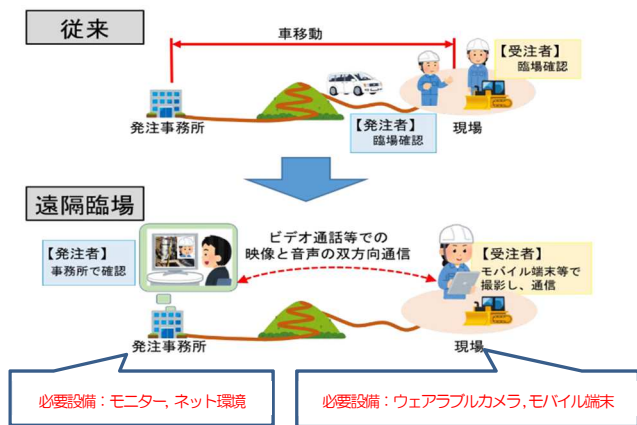 従来
車移動
【受注者】
臨場確認
発注事務所
【発注者】
臨場確認
現場
遠隔臨場
【発注者】
事務所で確認
ビデオ通話等での
映像と音声の双方向通信
【受注者】
モバイル端末等で
撮影し、通信
発注事務所
現場
必要設備：モニター，ネット環境
必要設備：ウェアラブルカメラ，モバイル端末